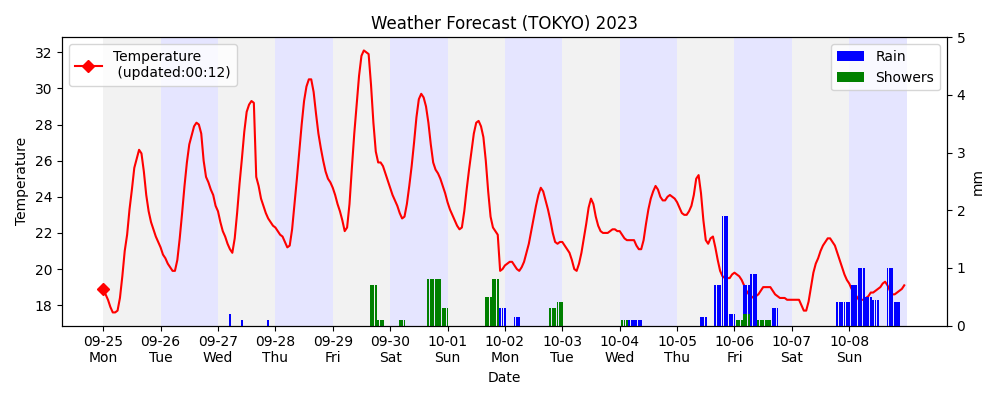 Weather Forecast (TOKYO) 2023
Temperature
(updated:00:12)
Rain
Showers
Temperature
32
30
28
26
24
22
20
18
5
4
3
2
1
0
mm
09-25 09-26 09-27 09-28 09-29 09-30 10-01 10-02 10-03 10-04 10-05 10-06 10-07 10-08
Mon Tue Wed Thu Fri Sat Sun Mon Tue Wed Thu Fri Sat Sun
Date